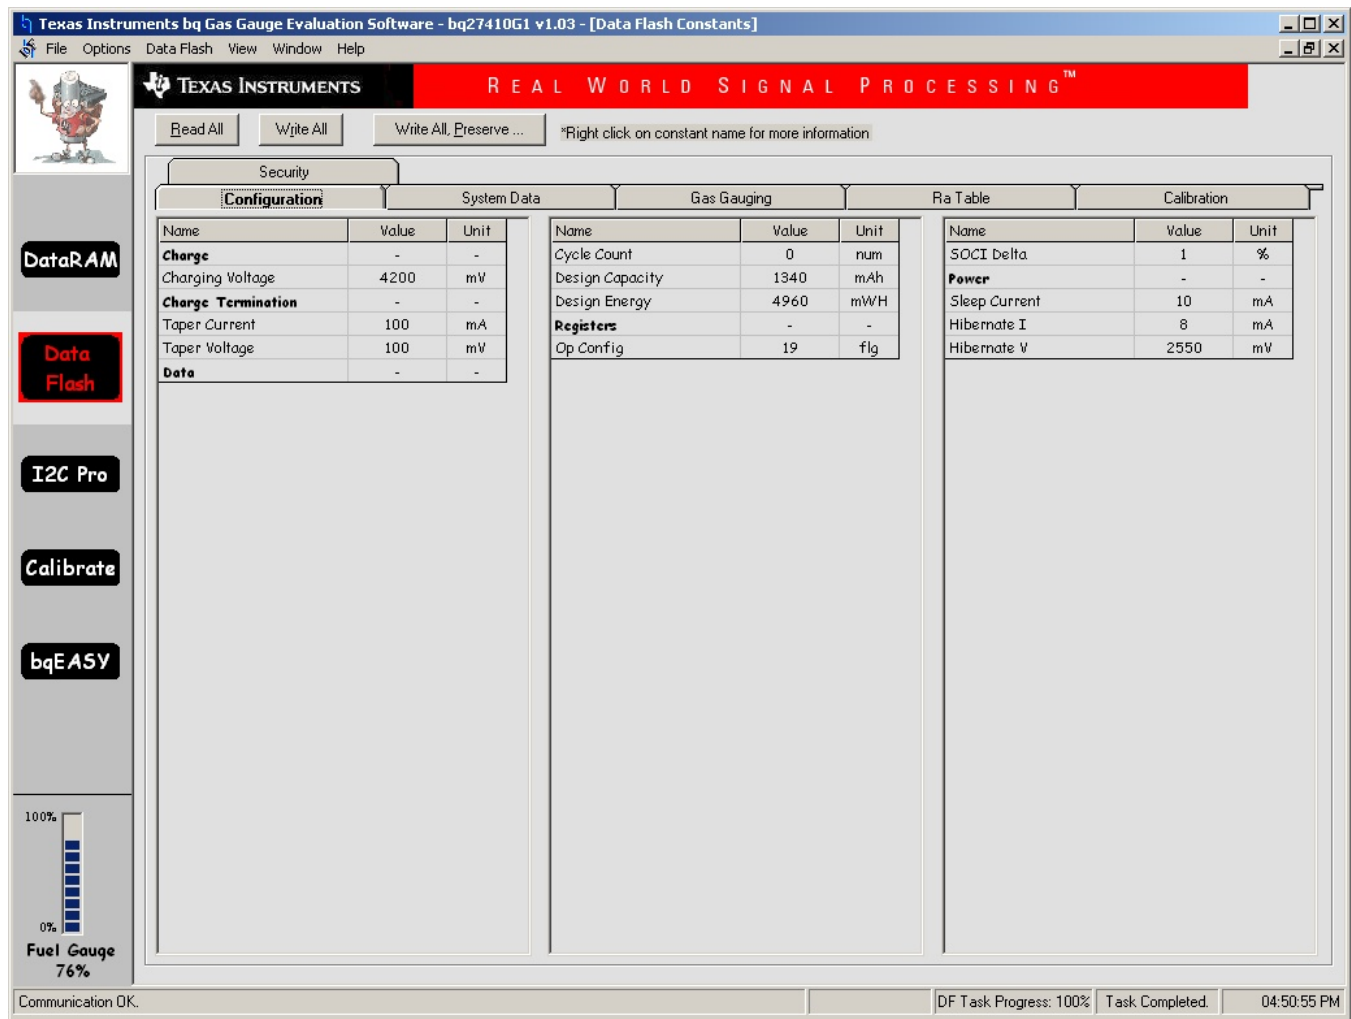 Texas Instruments bq Gas Gauge Evaluation Software - bq27410G1 v1.03 - [Data Flash Constants]
File Options Data Flash View Window Help
TEXAS INSTRUMENTS REAL WORLD SIGNAL PROCESSING™
Read All Write All Write All, Preserve ... *Right click on constant name for more information
Security
Configuration System Data Gas Gauging Ra Table Calibration
Name Value Unit Name Value Unit Name Value Unit
Charge - - Cycle Count 0 num SOCI Delta 1 %
Charging Voltage 4200 mV Design Capacity 1340 mAh Power - -
Charge Termination - - Design Energy 4960 mWH Sleep Current 10 mA
Taper Current 100 mA Registers - - Hibernate I 8 mA
Taper Voltage 100 mV Op Config 19 flg Hibernate V 2550 mV
Data - -
DataRAM
Data
Flash
I2C Pro
Calibrate
bqEASY
100%
0%
Fuel Gauge
76%
Communication OK. DF Task Progress: 100% Task Completed. 04:50:55 PM